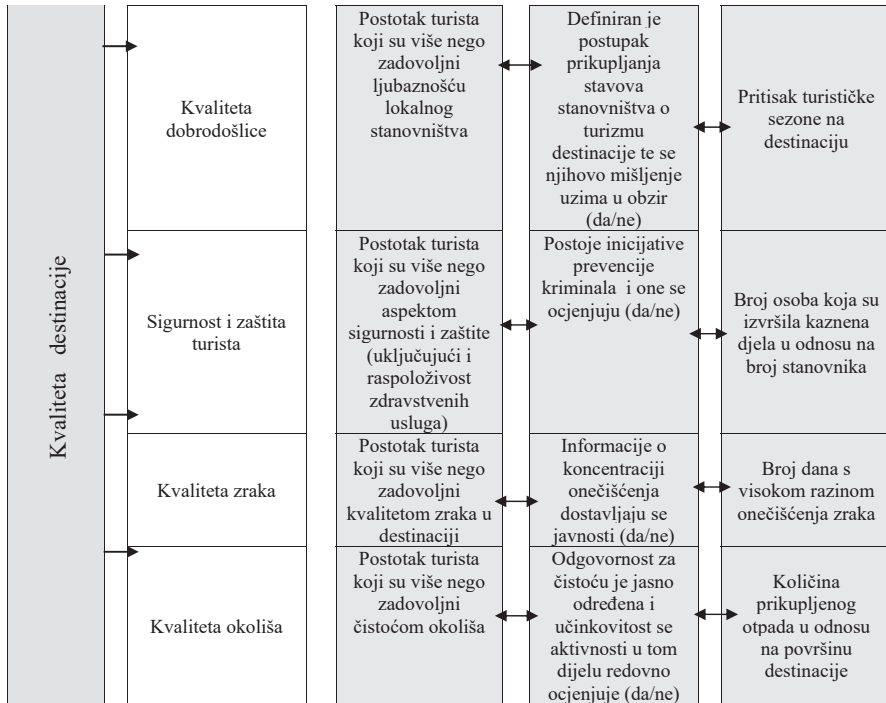 Kvaliteta destinacije
Kvaliteta
dobrodošlice
Postotak turista
koji su više nego
zadovoljni
ljubaznošću
lokalnog
stanovništva
Definiran je
postupak
prikupljanja
stavova
stanovništva o
turizmu
destinacije te se
njihovo mišljenje
uzima u obzir
(da/ne)
Pritisak turističke
sezone na
destinaciju
Sigurnost i zaštita
turista
Postotak turista
koji su više nego
zadovoljni
aspektom
sigurnosti i zaštite
(uključujući i
raspoloživost
zdravstvenih
usluga)
Postoje inicijative
prevencije
kriminala i one se
ocjenjuju (da/ne)
Broj osoba koja su
izvršila kaznena
djela u odnosu na
broj stanovnika
Kvaliteta zraka
Postotak turista
koji su više nego
zadovoljni
kvalitetom zraka u
destinaciji
Informacije o
koncentraciji
onečišćenja
dostavljaju se
javnosti (da/ne)
Broj dana s
visokom razinom
onečišćenja zraka
Kvaliteta okoliša
Postotak turista
koji su više nego
zadovoljni
čistoćom okoliša
Odgovornost za
čistoću je jasno
određena i
učinkovitost se
aktivnosti u tom
dijelu redovno
ocjenjuje (da/ne)
Količina
prikupljenog
otpada u odnosu
na površinu
destinacije